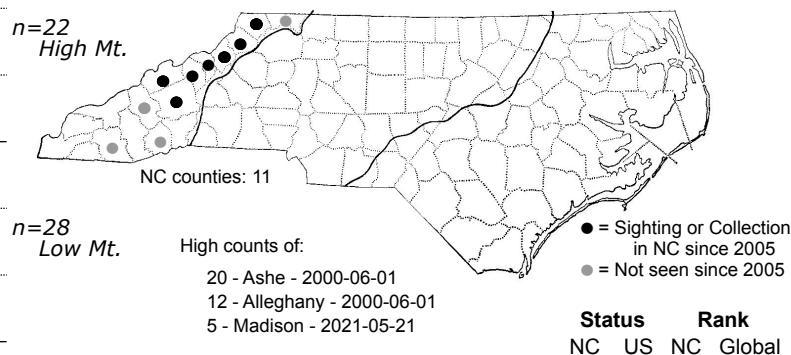 n=22
High Mt.
NC counties: 11
n=28
Low Mt.
High counts of:
20 - Ashe - 2000-06-01
12 - Alleghany - 2000-06-01
5 - Madison - 2021-05-21
● = Sighting or Collection
in NC since 2005
● = Not seen since 2005
Status Rank
NC US NC Global